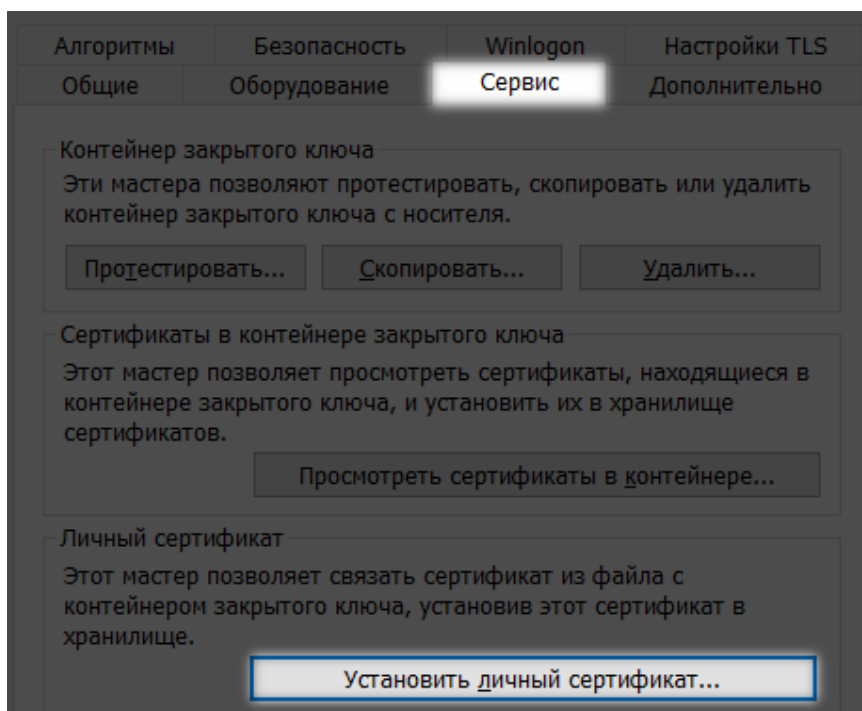 Алгоритмы Безопасность Winlogon Настройки TLS
Общие Оборудование Сервис Дополнительно
Контейнер закрытого ключа
Эти мастера позволяют протестировать, скопировать или удалить
контейнер закрытого ключа с носителя.
Протестировать... Скопировать... Удалить...
Сертификаты в контейнере закрытого ключа
Этот мастер позволяет просмотреть сертификаты, находящиеся в
контейнере закрытого ключа, и установить их в хранилище
сертификатов.
Просмотреть сертификаты в контейнере...
Личный сертификат
Этот мастер позволяет связать сертификат из файла с
контейнером закрытого ключа, установив этот сертификат в
хранилище.
Установить личный сертификат...